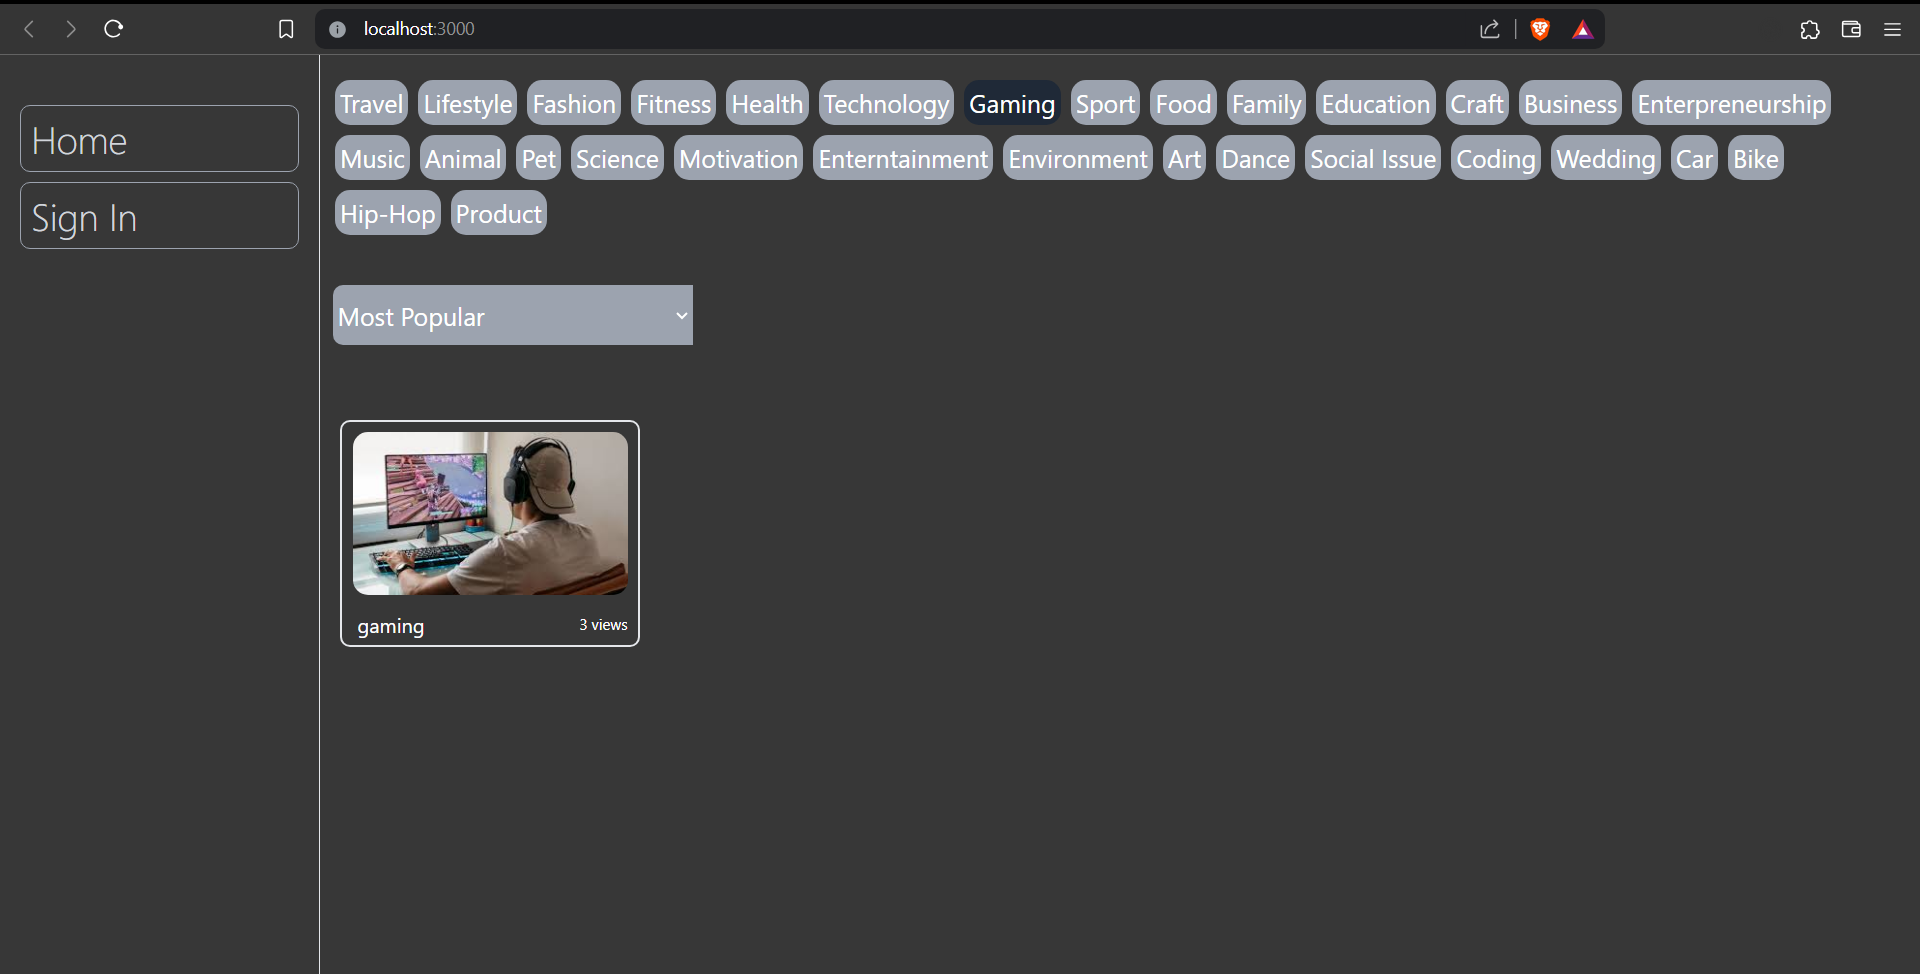 localhost:3000
Home
Sign In
Travel Lifestyle Fashion Fitness Health Technology Gaming Sport Food Family Education Craft Business Enterpreneurship
Music Animal Pet Science Motivation Enterntainment Environment Art Dance Social Issue Coding Wedding Car Bike
Hip-Hop Product
Most Popular
gaming 3 views